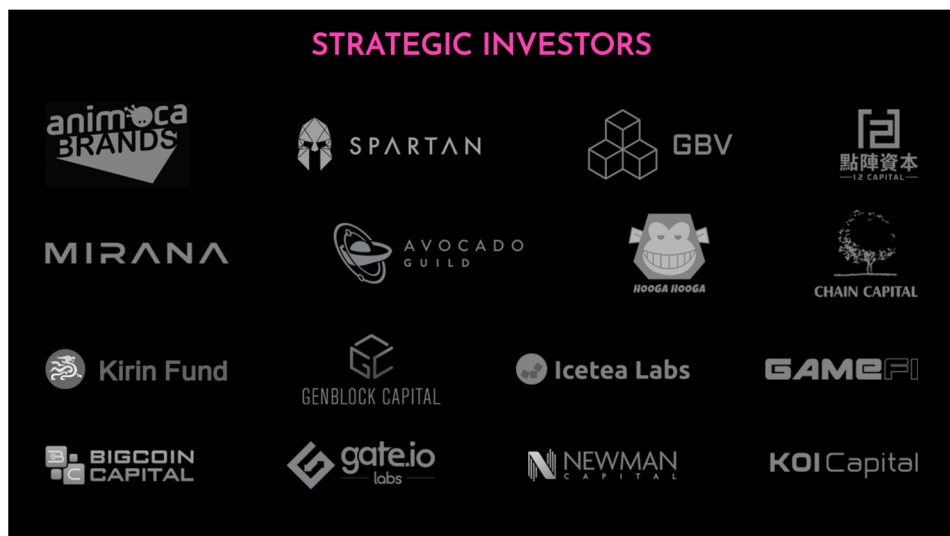 STRATEGIC INVESTORS
animoca
BRANDS
SPARTAN
GBV
點陣資本
12 CAPITAL
MIRANA
AVOCADO
GUILD
HOOGA HOOGA
CHAIN CAPITAL
Kirin Fund
GENBLOCK CAPITAL
Icetea Labs
GAMEFI
BC
BIGCOIN
CAPITAL
gate.io
labs
NEWMAN
CAPITAL
KOI Capital